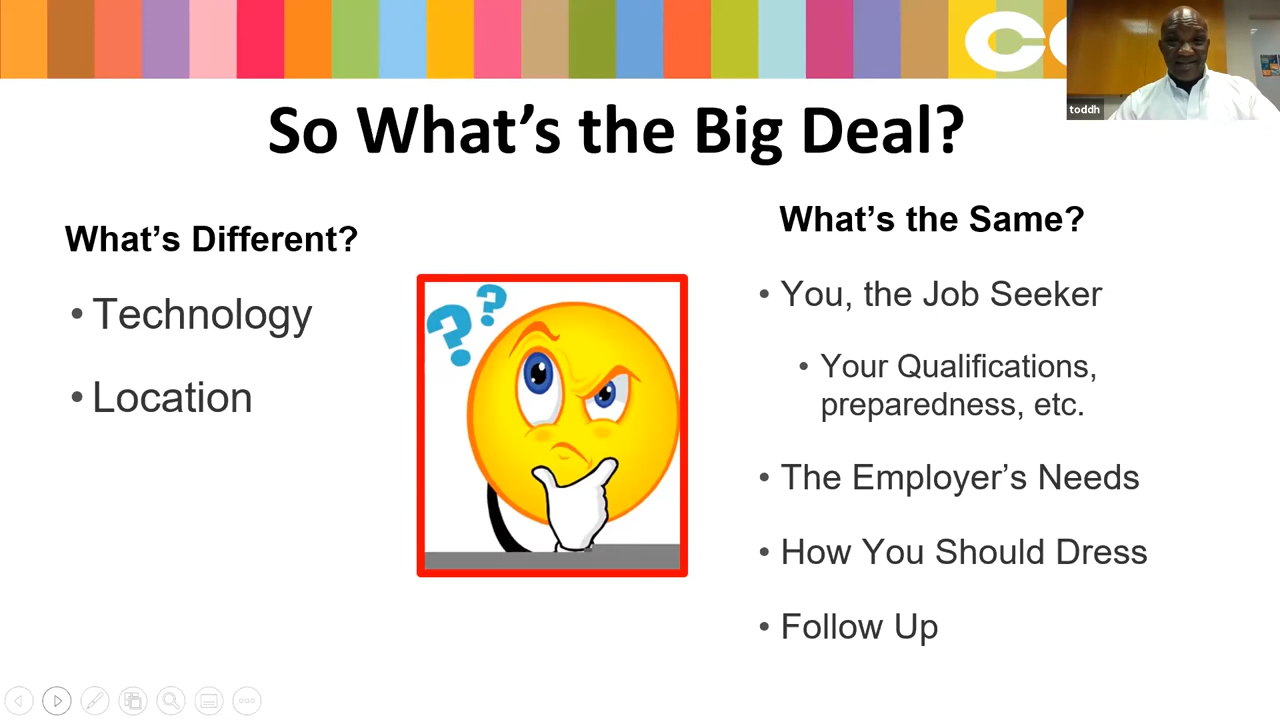 toddh
So What’s the Big Deal?
What’s Different?
• Technology
• Location
? ?
What’s the Same?
• You, the Job Seeker
• Your Qualifications,
preparedness, etc.
• The Employer’s Needs
• How You Should Dress
• Follow Up